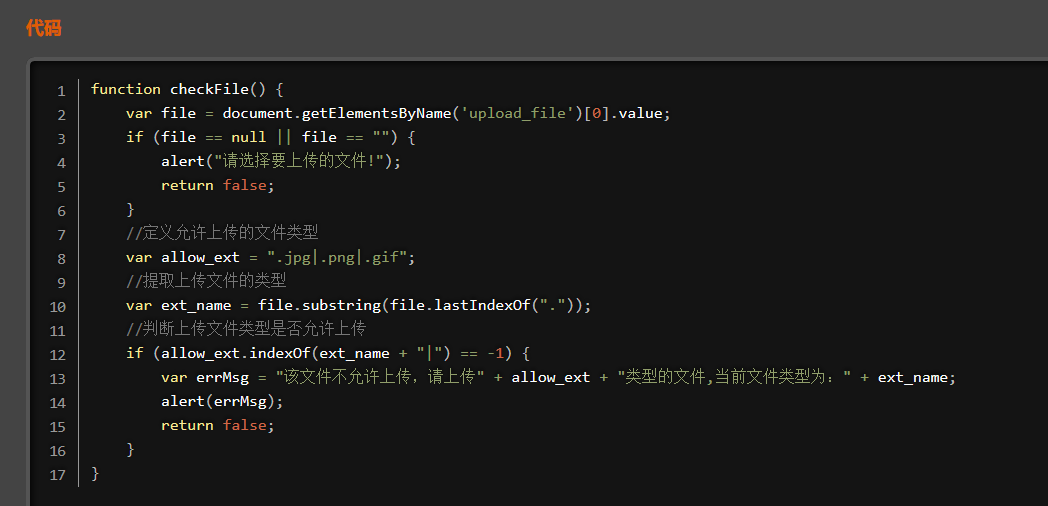 代码
1 function checkFile() {
2     var file = document.getElementsByName('upload_file')[0].value;
3     if (file == null || file == "") {
4         alert("请选择要上传的文件!");
5         return false;
6     }
7     //定义允许上传的文件类型
8     var allow_ext = ".jpg|.png|.gif";
9     //提取上传文件的类型
10     var ext_name = file.substring(file.lastIndexOf("."));
11     //判断上传文件类型是否允许上传
12     if (allow_ext.indexOf(ext_name + "|") == -1) {
13         var errMsg = "该文件不允许上传，请上传" + allow_ext + "类型的文件,当前文件类型为：" + ext_name;
14         alert(errMsg);
15         return false;
16     }
17 }